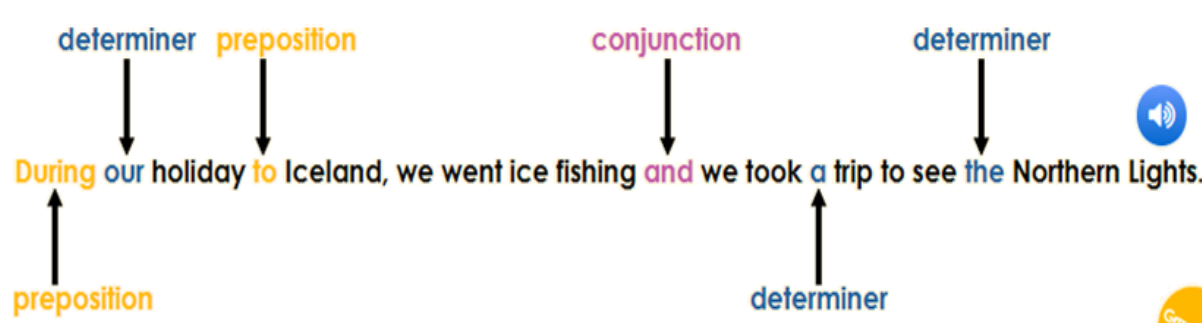 determiner preposition conjunction determiner
During our holiday to Iceland, we went ice fishing and we took a trip to see the Northern Lights.
preposition determiner